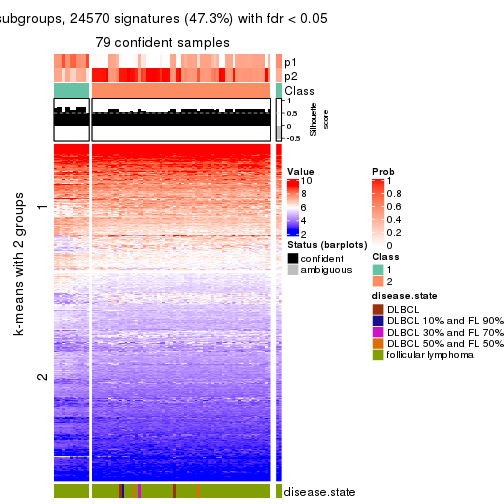 subgroups, 24570 signatures (47.3%) with fdr < 0.05
79 confident samples
p1
p2
Class
1
0.5
0
-0.5
Silhouette
score
k-means with 2 groups
1
2
Value
10
8
6
4
2
Status (barplots)
confident
ambiguous
Prob
1
0.8
0.6
0.4
0.2
0
Class
1
2
disease.state
DLBCL
DLBCL 10% and FL 90%
DLBCL 30% and FL 70%
DLBCL 50% and FL 50%
follicular lymphoma
disease.state